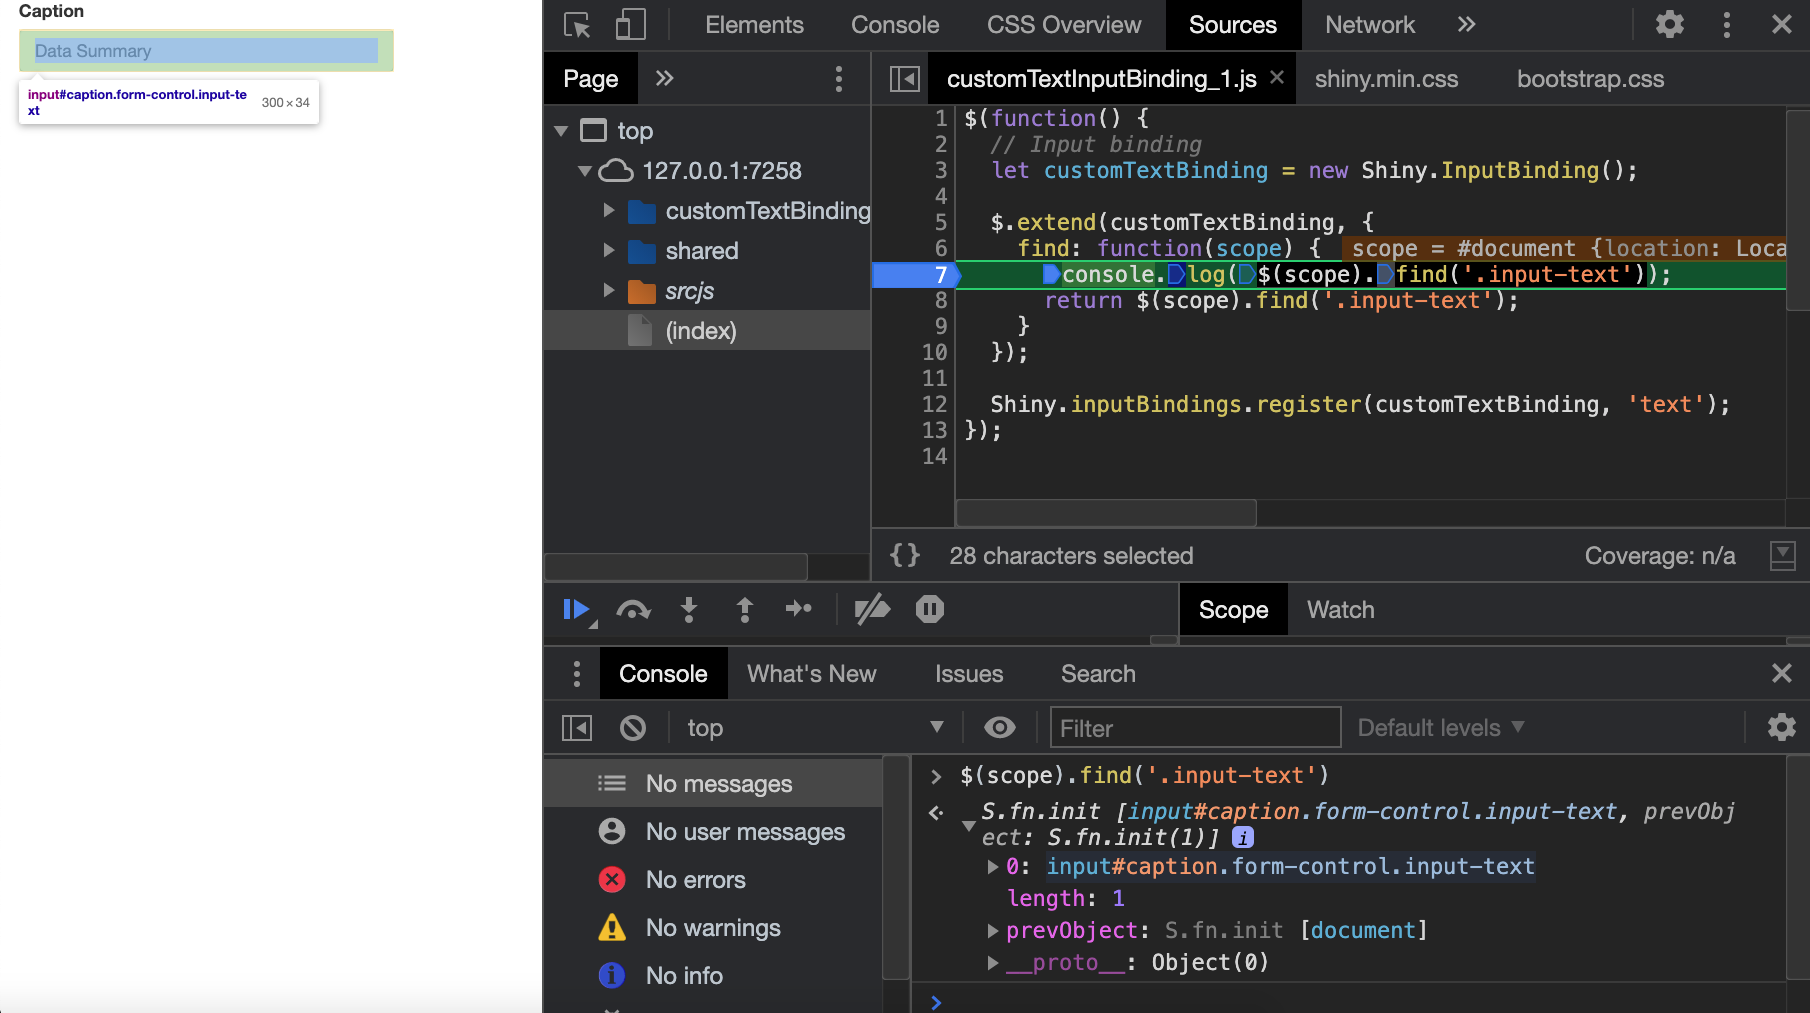 Caption
Data Summary
input#caption.form-control.input-te
xt
300 × 34
Elements Console CSS Overview Sources Network
Page
customTextInputBinding_1.js shiny.min.css bootstrap.css
top
127.0.0.1:7258
customTextBinding
shared
srcjs
(index)
1 $(function() {
2 // Input binding
3 let customTextBinding = new Shiny.InputBinding();
4
5 $.extend(customTextBinding, {
6 find: function(scope) { scope = #document {location: Loca
7 console.log($(scope).find('.input-text'));
8 return $(scope).find('.input-text');
9 }
10 });
11
12 Shiny.inputBindings.register(customTextBinding, 'text');
13 });
14
{} 28 characters selected Coverage: n/a
Scope Watch
Console What's New Issues Search
top Filter Default levels
No messages
No user messages
No errors
No warnings
No info
> $(scope).find('.input-text')
S.fn.init [input#caption.form-control.input-text, prevObj
ect: S.fn.init(1)] i
0: input#caption.form-control.input-text
length: 1
prevObject: S.fn.init [document]
__proto__: Object(0)
>